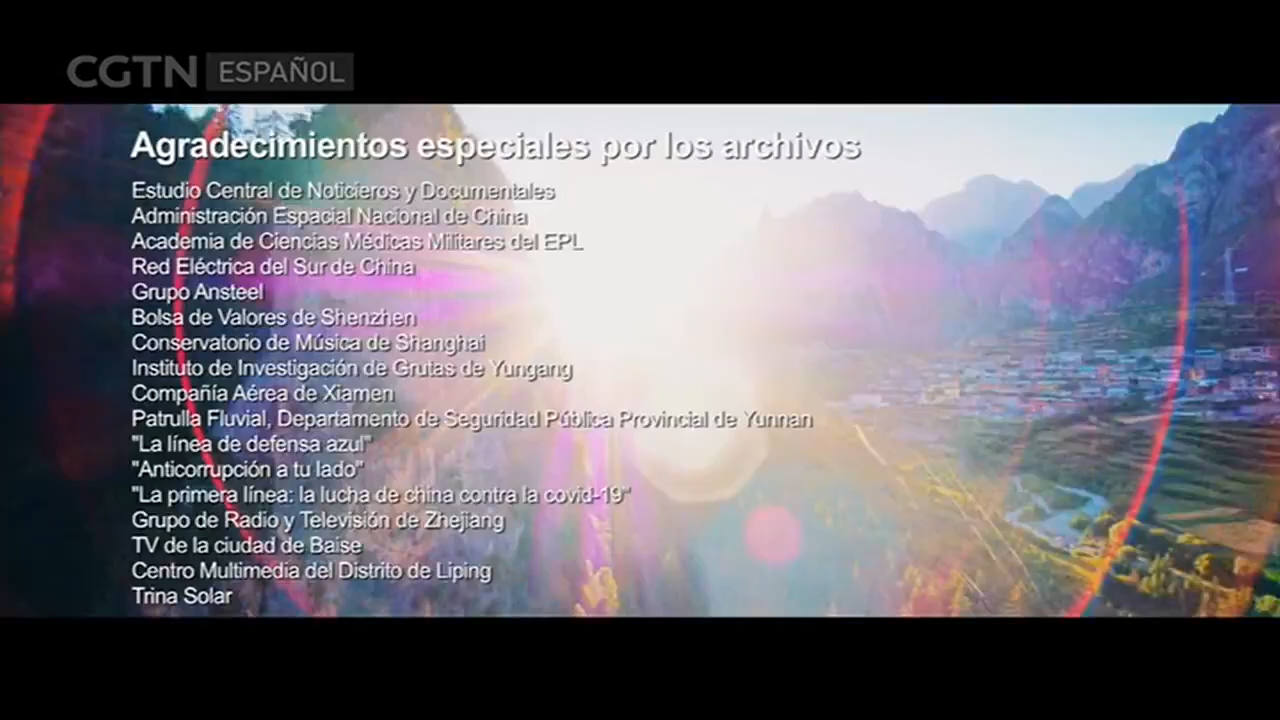 CGTN ESPAÑOL
Agradecimientos especiales por los archivos
Estudio Central de Noticieros y Documentales
Administración Espacial Nacional de China
Academia de Ciencias Médicas Militares del EPL
Red Eléctrica del Sur de China
Grupo Ansteel
Bolsa de Valores de Shenzhen
Conservatorio de Música de Shanghai
Instituto de Investigación de Grutas de Yungang
Compañía Aérea de Xiamen
Patrulla Fluvial, Departamento de Seguridad Pública Provincial de Yunnan
"La línea de defensa azul"
"Anticorrupción a tu lado"
"La primera línea: la lucha de china contra la covid-19"
Grupo de Radio y Televisión de Zhejiang
TV de la ciudad de Baise
Centro Multimedia del Distrito de Liping
Trina Solar